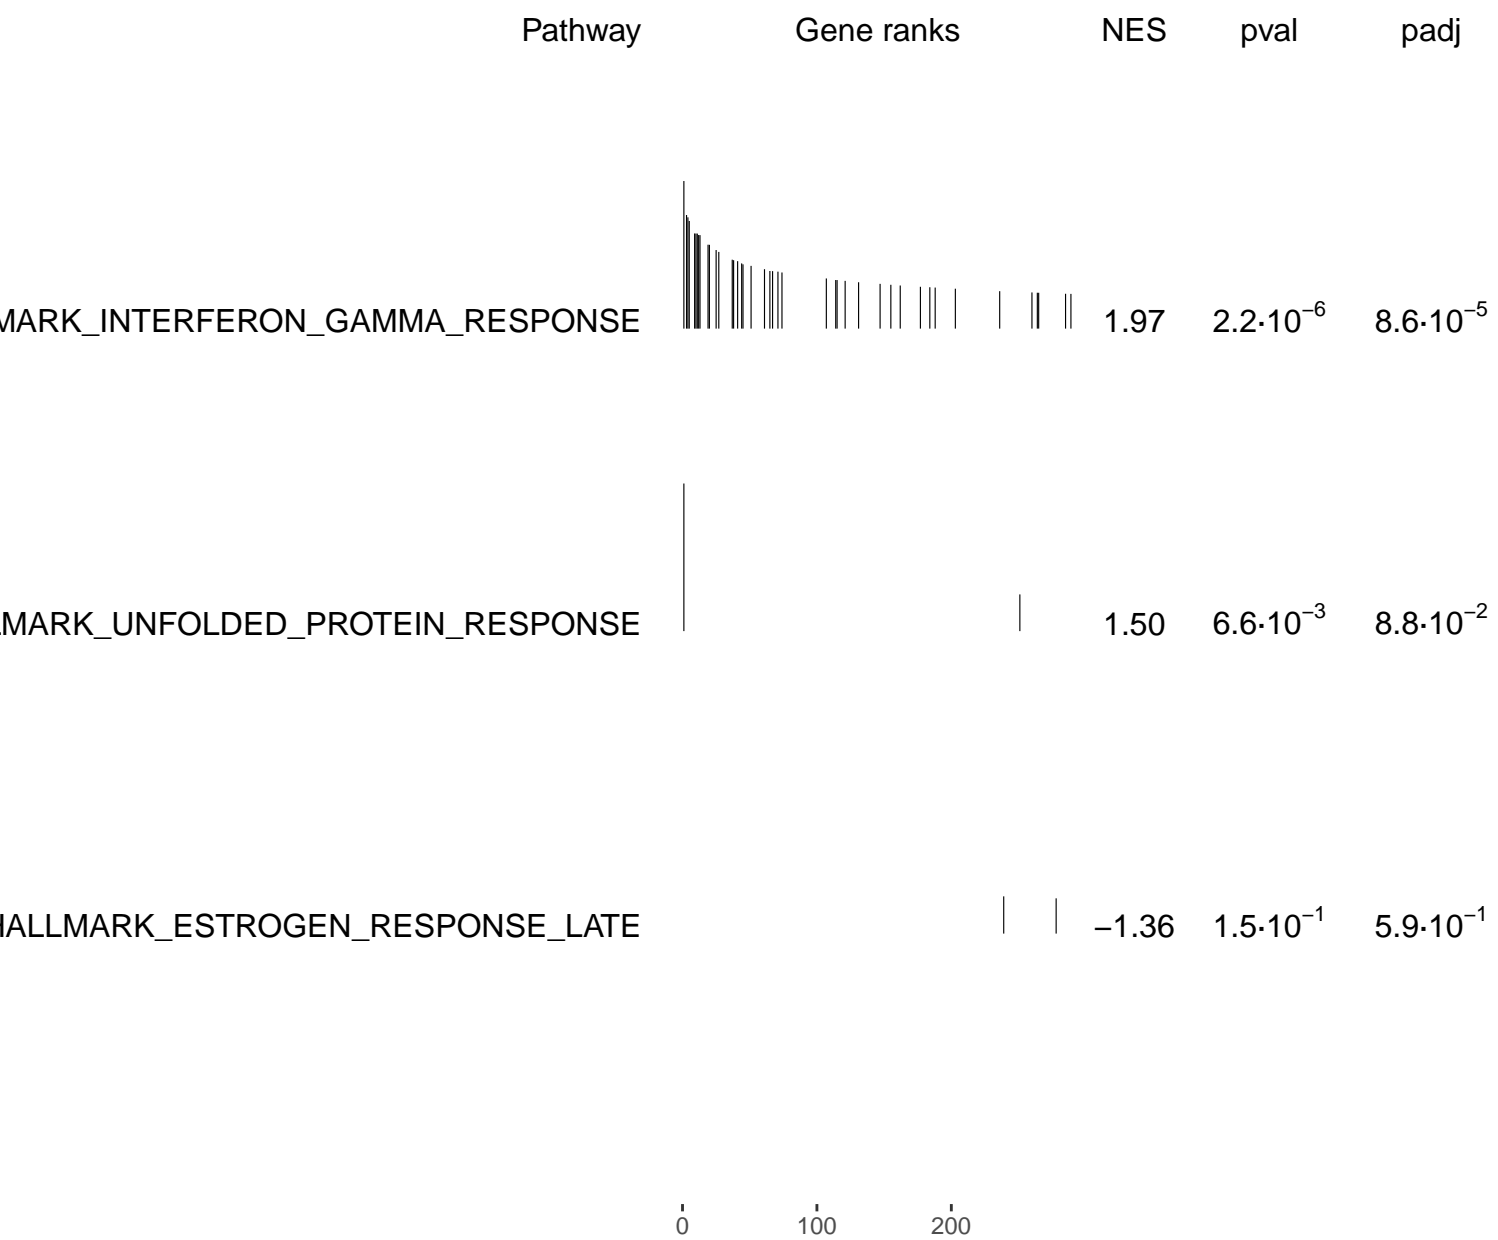 Pathway Gene ranks NES pval padj
MARK_INTERFERON_GAMMA_RESPONSE 1.97 2.2·10⁻⁶ 8.6·10⁻⁵
MARK_UNFOLDED_PROTEIN_RESPONSE 1.50 6.6·10⁻³ 8.8·10⁻²
HALLMARK_ESTROGEN_RESPONSE_LATE −1.36 1.5·10⁻¹ 5.9·10⁻¹
0 100 200